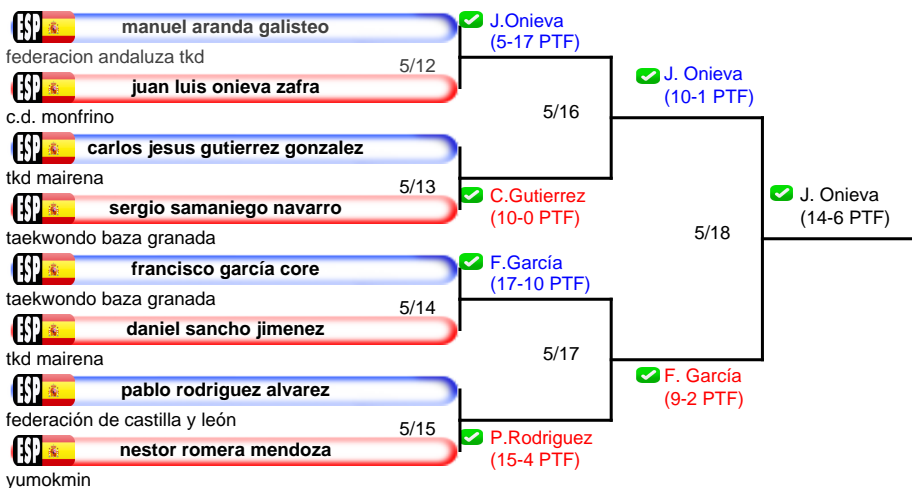 ESP manuel aranda galisteo
federacion andaluza tkd
5/12
ESP juan luis onieva zafra
c.d. monfrino
ESP carlos jesus gutierrez gonzalez
tkd mairena
5/13
ESP sergio samaniego navarro
taekwondo baza granada
ESP francisco garcía core
taekwondo baza granada
5/14
ESP daniel sancho jimenez
tkd mairena
ESP pablo rodriguez alvarez
federación de castilla y león
5/15
ESP nestor romera mendoza
yumokmin
J.Onieva
(5-17 PTF)
5/16
C.Gutierrez
(10-0 PTF)
F.García
(17-10 PTF)
5/17
P.Rodriguez
(15-4 PTF)
J. Onieva
(10-1 PTF)
5/18
F. García
(9-2 PTF)
J. Onieva
(14-6 PTF)